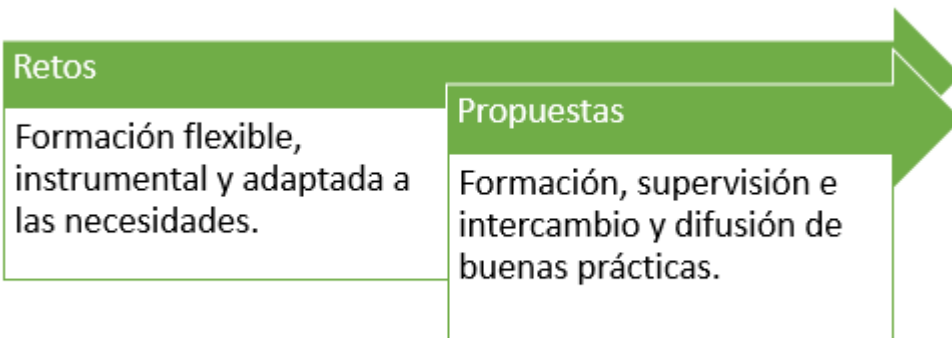 Retos
Formación flexible,
instrumental y adaptada a
las necesidades.
Propuestas
Formación, supervisión e
intercambio y difusión de
buenas prácticas.